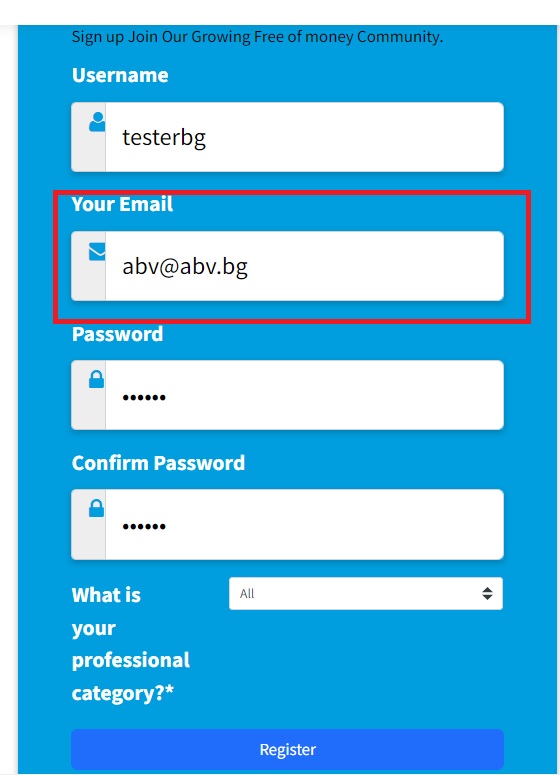 Sign up Join Our Growing Free of money Community.
Username
testerbg
Your Email
abv@abv.bg
Password
••••••
Confirm Password
••••••
What is
All
your
professional
category?*
Register